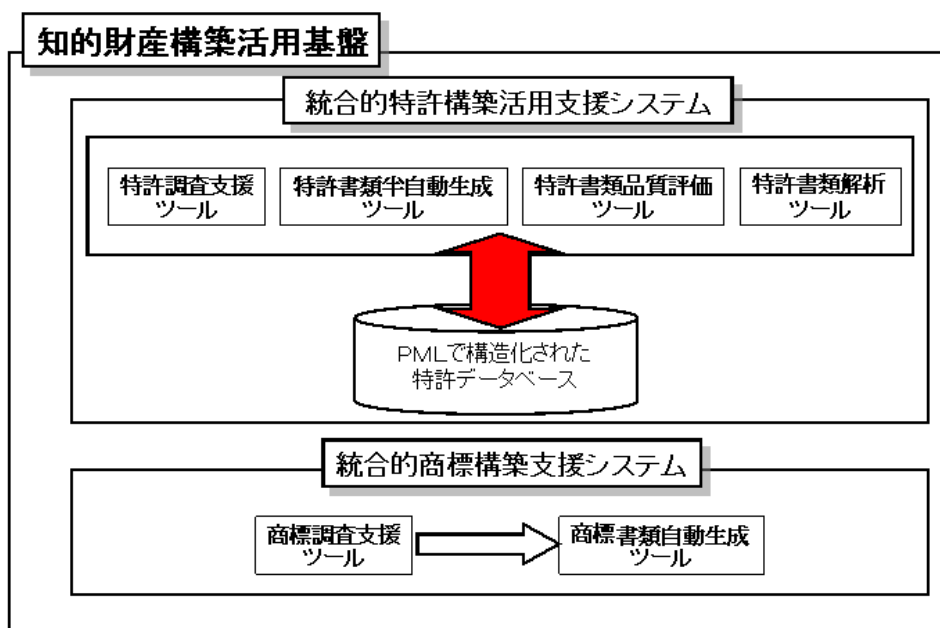 知的財産構築活用基盤
統合的特許構築活用支援システム
特許調査支援
ツール
特許書類半自動生成
ツール
特許書類品質評価
ツール
特許書類解析
ツール
PMLで構造化された
特許データベース
統合的商標構築支援システム
商標調査支援
ツール
商標書類自動生成
ツール